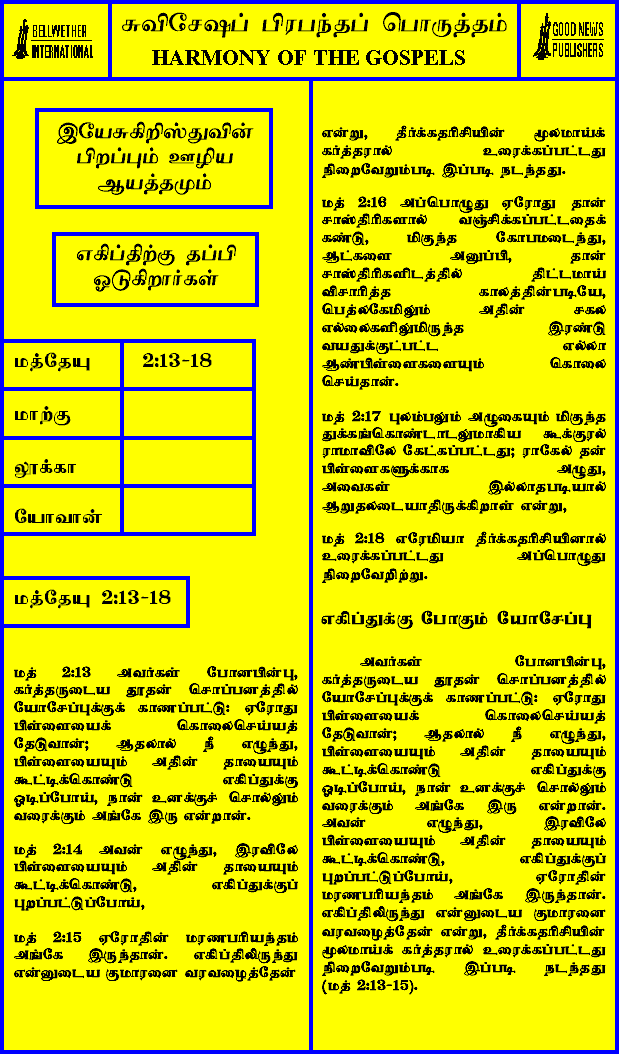 BELLWETHER
INTERNATIONAL
சுவிசேஷப் பிரபந்தப் பொருத்தம்
HARMONY OF THE GOSPELS
GOOD NEWS
PUBLISHERS
இயேசுகிறிஸ்துவின்
பிறப்பும் ஊழிய
ஆயத்தமும்
எகிப்திற்கு தப்பி
ஓடுகிறார்கள்
மத்தேயு 2:13-18
மாற்கு
லூக்கா
யோவான்
மத்தேயு 2:13-18
மத் 2:13 அவர்கள் போனபின்பு,
கர்த்தருடைய தூதன் சொப்பனத்தில்
யோசேப்புக்குக் காணப்பட்டு: ஏரோது
பிள்ளையைக் கொலைசெய்யத்
தேடுவான்; ஆதலால் நீ எழுந்து,
பிள்ளையையும் அதின் தாயையும்
கூட்டிக்கொண்டு எகிப்துக்கு
ஓடிப்போய், நான் உனக்குச் சொல்லும்
வரைக்கும் அங்கே இரு என்றான்.
மத் 2:14 அவன் எழுந்து, இரவிலே
பிள்ளையையும் அதின் தாயையும்
கூட்டிக்கொண்டு, எகிப்துக்குப்
புறப்பட்டுப்போய்,
மத் 2:15 ஏரோதின் மரணபரியந்தம்
அங்கே இருந்தான். எகிப்திலிருந்து
என்னுடைய குமாரனை வரவழைத்தேன்
என்று, தீர்க்கதரிசியின் மூலமாய்க்
கர்த்தரால் உரைக்கப்பட்டது
நிறைவேறும்படி இப்படி நடந்தது.
மத் 2:16 அப்பொழுது ஏரோது தான்
சாஸ்திரிகளால் வஞ்சிக்கப்பட்டதைக்
கண்டு, மிகுந்த கோபமடைந்து,
ஆட்களை அனுப்பி, தான்
சாஸ்திரிகளிடத்தில் திட்டமாய்
விசாரித்த காலத்தின்படியே,
பெத்லகேமிலும் அதின் சகல
எல்லைகளிலுமிருந்த இரண்டு
வயதுக்குட்பட்ட எல்லா
ஆண்பிள்ளைகளையும் கொலை
செய்தான்.
மத் 2:17 புலம்பலும் அழுகையும் மிகுந்த
துக்கங்கொண்டாடலுமாகிய கூக்குரல்
ராமாவிலே கேட்கப்பட்டது; ராகேல் தன்
பிள்ளைகளுக்காக அழுது,
அவைகள் இல்லாதபடியால்
ஆறுதலடையாதிருக்கிறாள் என்று,
மத் 2:18 எரேமியா தீர்க்கதரிசியினால்
உரைக்கப்பட்டது அப்பொழுது
நிறைவேறிற்று.
எகிப்துக்கு போகும் யோசேப்பு
அவர்கள் போனபின்பு,
கர்த்தருடைய தூதன் சொப்பனத்தில்
யோசேப்புக்குக் காணப்பட்டு: ஏரோது
பிள்ளையைக் கொலைசெய்யத்
தேடுவான்; ஆதலால் நீ எழுந்து,
பிள்ளையையும் அதின் தாயையும்
கூட்டிக்கொண்டு எகிப்துக்கு
ஓடிப்போய், நான் உனக்குச் சொல்லும்
வரைக்கும் அங்கே இரு என்றான்.
அவன் எழுந்து, இரவிலே
பிள்ளையையும் அதின் தாயையும்
கூட்டிக்கொண்டு, எகிப்துக்குப்
புறப்பட்டுப்போய், ஏரோதின்
மரணபரியந்தம் அங்கே இருந்தான்.
எகிப்திலிருந்து என்னுடைய குமாரனை
வரவழைத்தேன் என்று, தீர்க்கதரிசியின்
மூலமாய்க் கர்த்தரால் உரைக்கப்பட்டது
நிறைவேறும்படி இப்படி நடந்தது
(மத் 2:13-15).